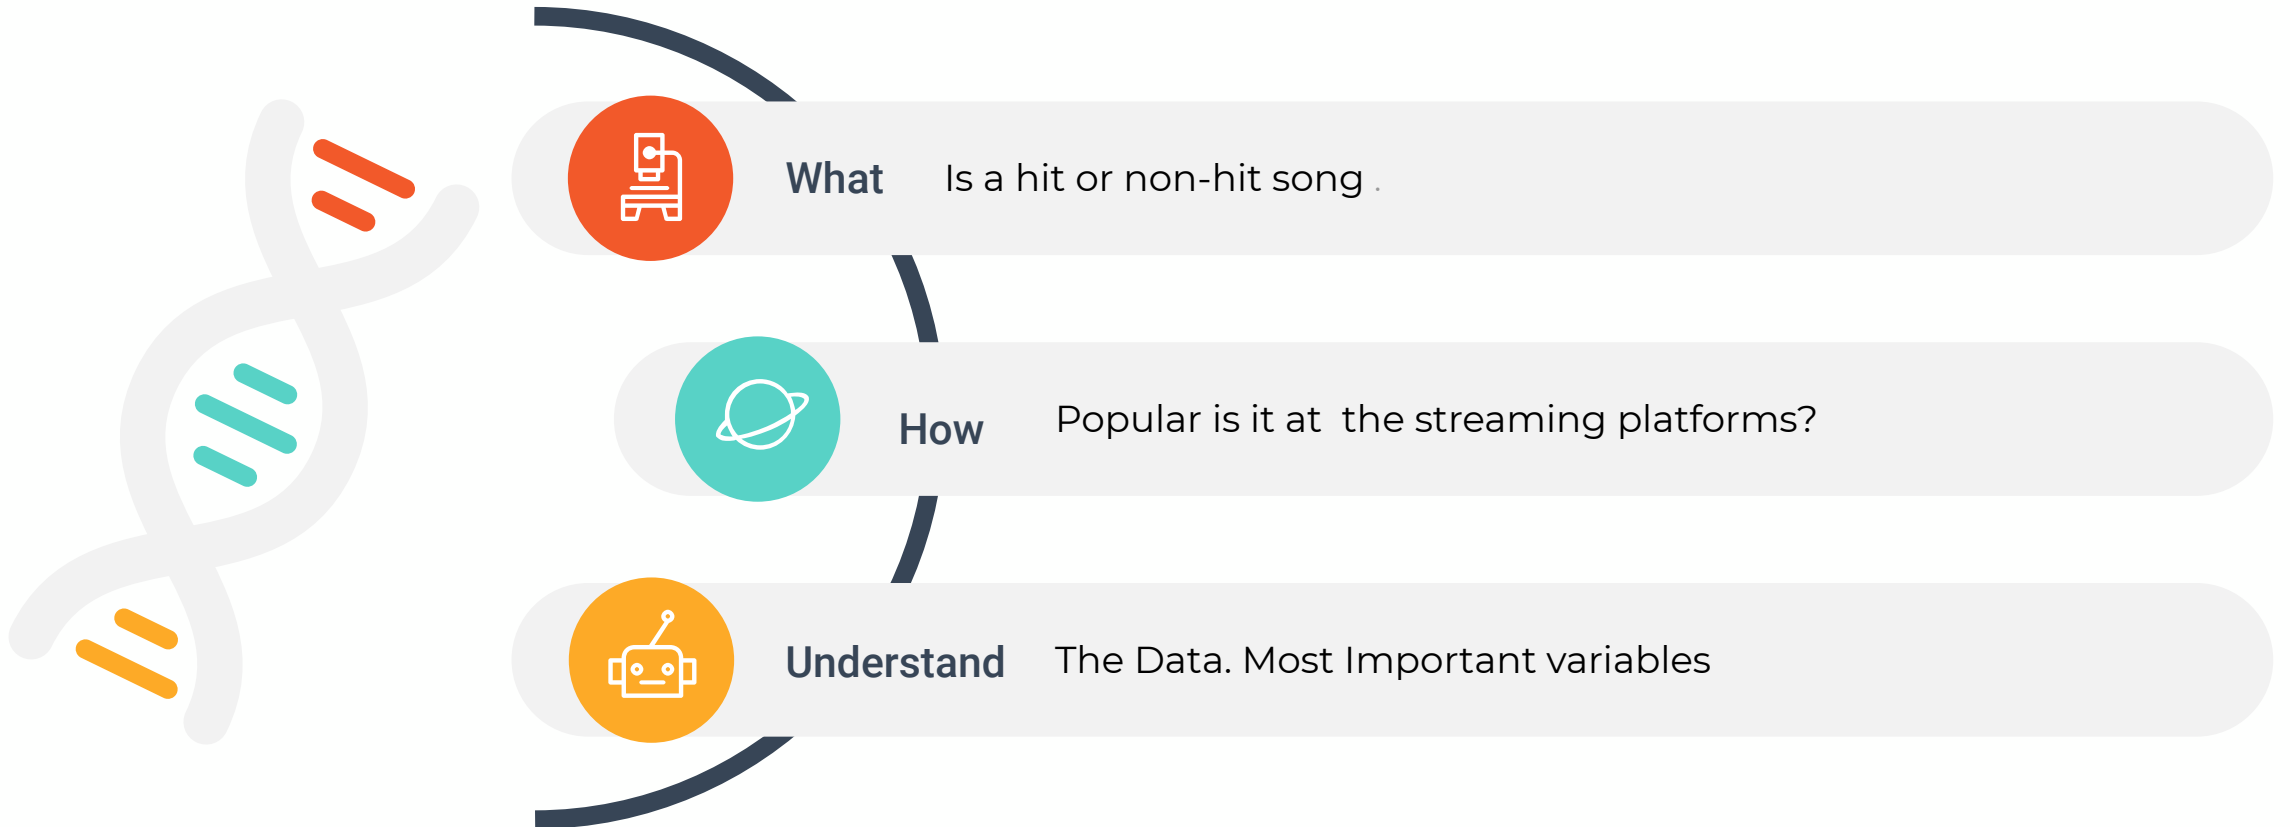 What Is a hit or non-hit song .
How Popular is it at  the streaming platforms?
Understand The Data. Most Important variables